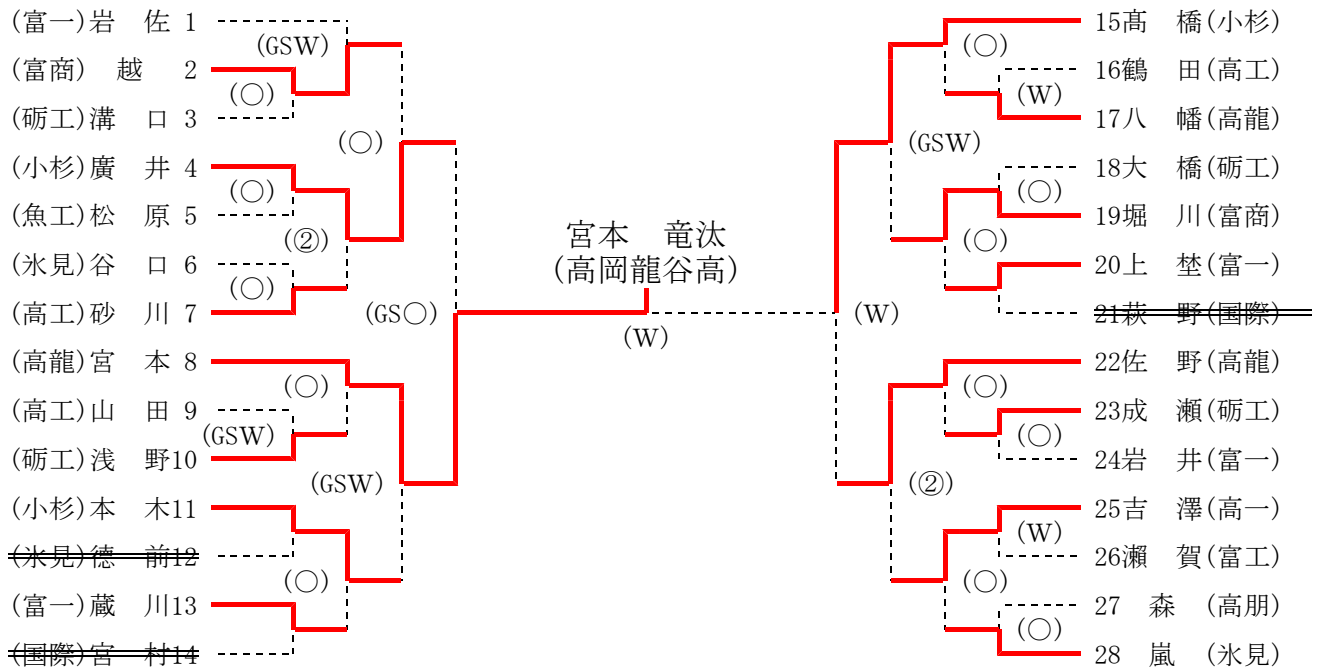 (富一)岩　佐 1
(GSW)
(富商)　越　 2
(○)
(砺工)溝　口 3
(○)
(小杉)廣　井 4
(○)
(魚工)松　原 5
(②)
(氷見)谷　口 6
(○)
(高工)砂　川 7
(GS○)
(高龍)宮　本 8
(○)
(高工)山　田 9
(GSW)
(砺工)浅　野10
(GSW)
(小杉)本　木11
(氷見)徳　前12
(○)
(富一)蔵　川13
(国際)宮　村14
宮本　竜汰
(高岡龍谷高)
(W)
15髙　橋(小杉)
(○)
16鶴　田(高工)
(W)
17八　幡(高龍)
(GSW)
18大　橋(砺工)
(○)
19堀　川(富商)
(○)
20上　埜(富一)
21萩　野(国際)
(W)
22佐　野(高龍)
(○)
23成　瀬(砺工)
(○)
24岩　井(富一)
(②)
25吉　澤(高一)
(W)
26瀬　賀(富工)
(○)
27　森　(高朋)
(○)
28　嵐　(氷見)